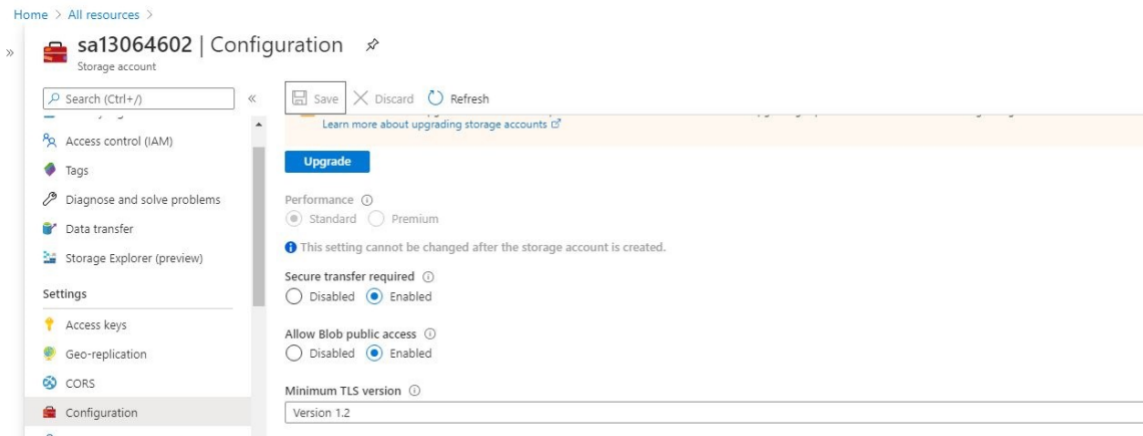 Home > All resources >
»
sa13064602 | Configuration
Storage account
Search (Ctrl+/)
«
Save Discard Refresh
Learn more about upgrading storage accounts
Access control (IAM)
Tags
Diagnose and solve problems
Data transfer
Storage Explorer (preview)
Settings
Access keys
Geo-replication
CORS
Configuration
Upgrade
Performance
Standard Premium
This setting cannot be changed after the storage account is created.
Secure transfer required
Disabled Enabled
Allow Blob public access
Disabled Enabled
Minimum TLS version
Version 1.2